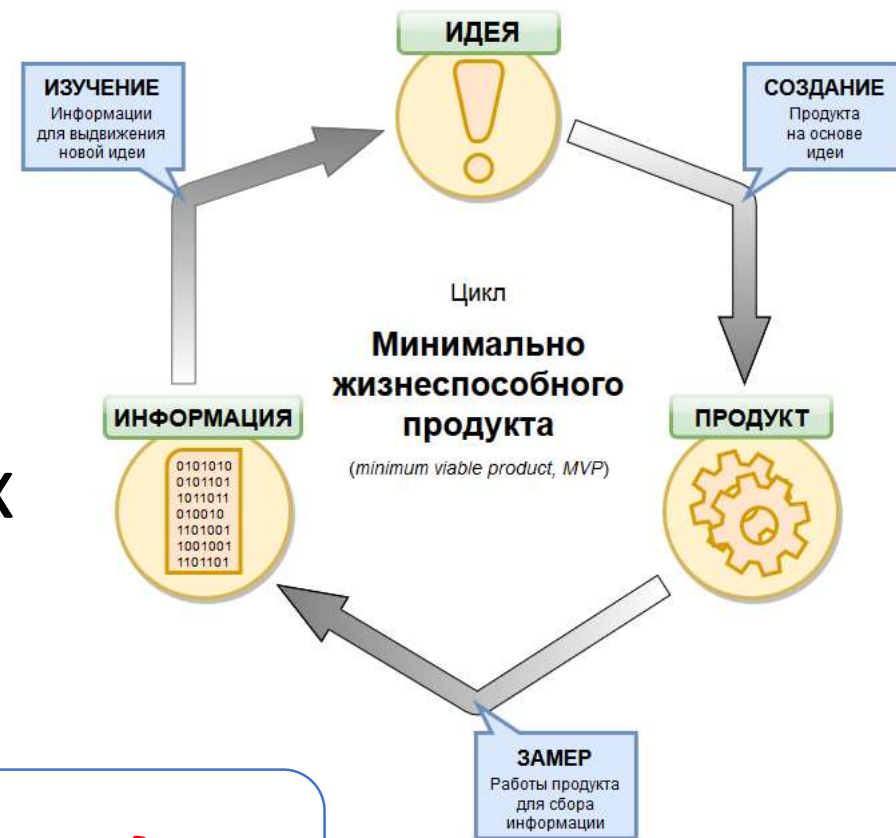 ИДЕЯ
ИЗУЧЕНИЕ
Информации
для выдвижения
новой идеи
СОЗДАНИЕ
Продукта
на основе
идеи
Цикл
Минимально
жизнеспособного
продукта
(minimum viable product, MVP)
ИНФОРМАЦИЯ
0101010
0101101
1011011
010010
1101001
1001001
1101101
ПРОДУКТ
х
ЗАМЕР
Работы продукта
для сбора
информации